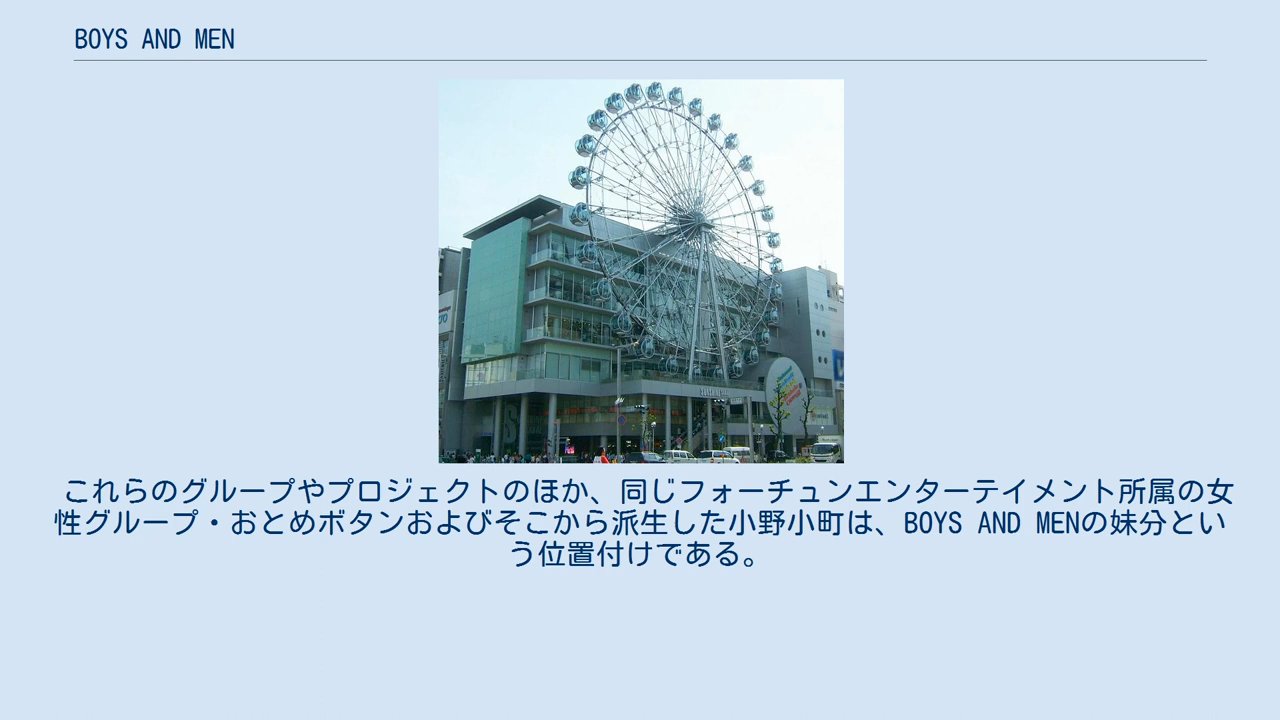 BOYS AND MEN
これらのグループやプロジェクトのほか、同じフォーチュンエンターテイメント所属の女
性グループ・おとめボタンおよびそこから派生した小野小町は、BOYS AND MENの妹分とい
う位置付けである。